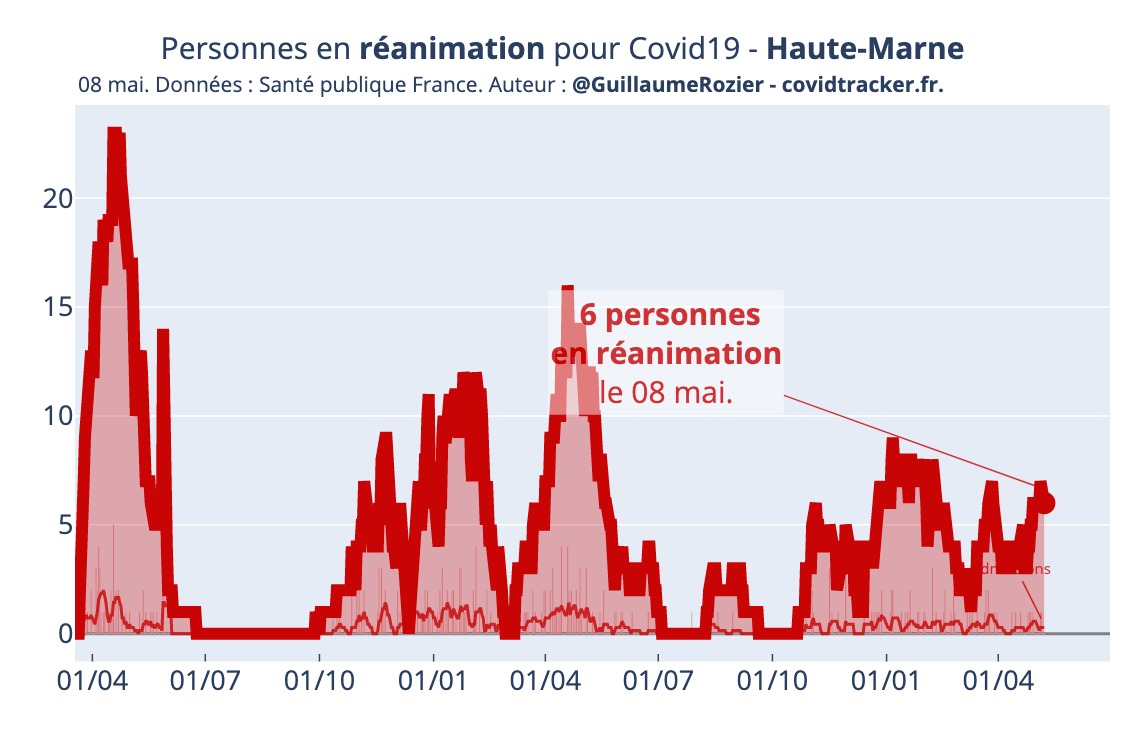 Personnes en réanimation pour Covid19 - Haute-Marne
08 mai. Données : Santé publique France. Auteur : @GuillaumeRozier - covidtracker.fr.
20
15
10
5
0
6 personnes
en réanimation
le 08 mai.
01/04
01/07
01/10
01/01
01/04
01/07
01/10
01/01
01/04